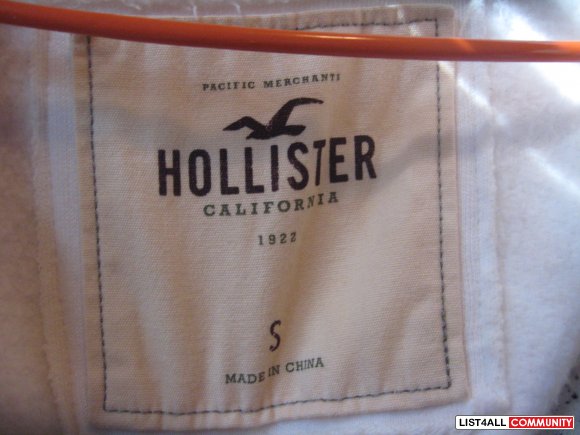 PACIFIC MERCHANTS
HOLLISTER
CALIFORNIA
1922
S
MADE IN CHINA
LIST4ALL COMMUNITY